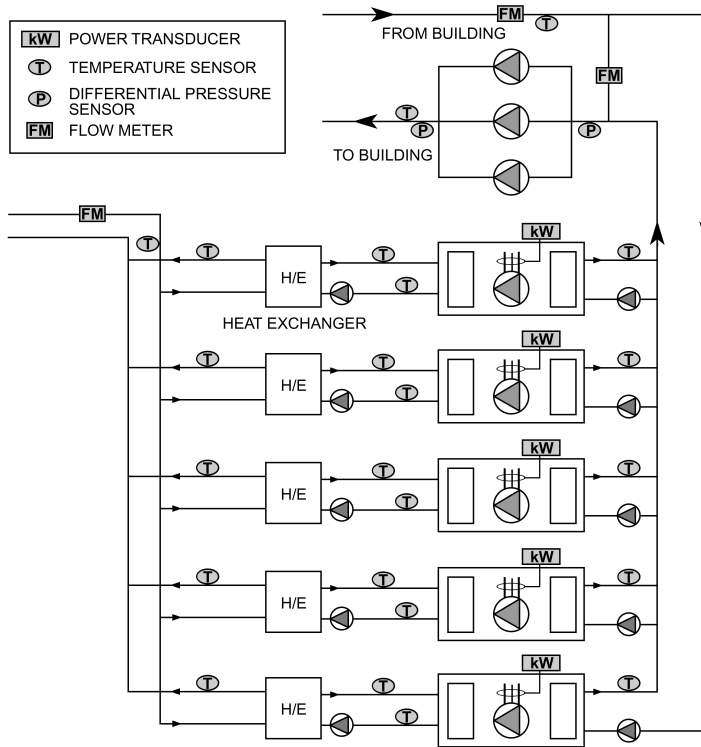 kW POWER TRANSDUCER
T TEMPERATURE SENSOR
P DIFFERENTIAL PRESSURE
SENSOR
FM FLOW METER
FM
T
FROM BUILDING
FM
T
P
P
TO BUILDING
FM
T
kW
T
T
T
H/E
T
HEAT EXCHANGER
kW
T
T
T
H/E
T
kW
T
T
T
H/E
T
kW
T
T
T
H/E
T
kW
T
T
T
H/E
T